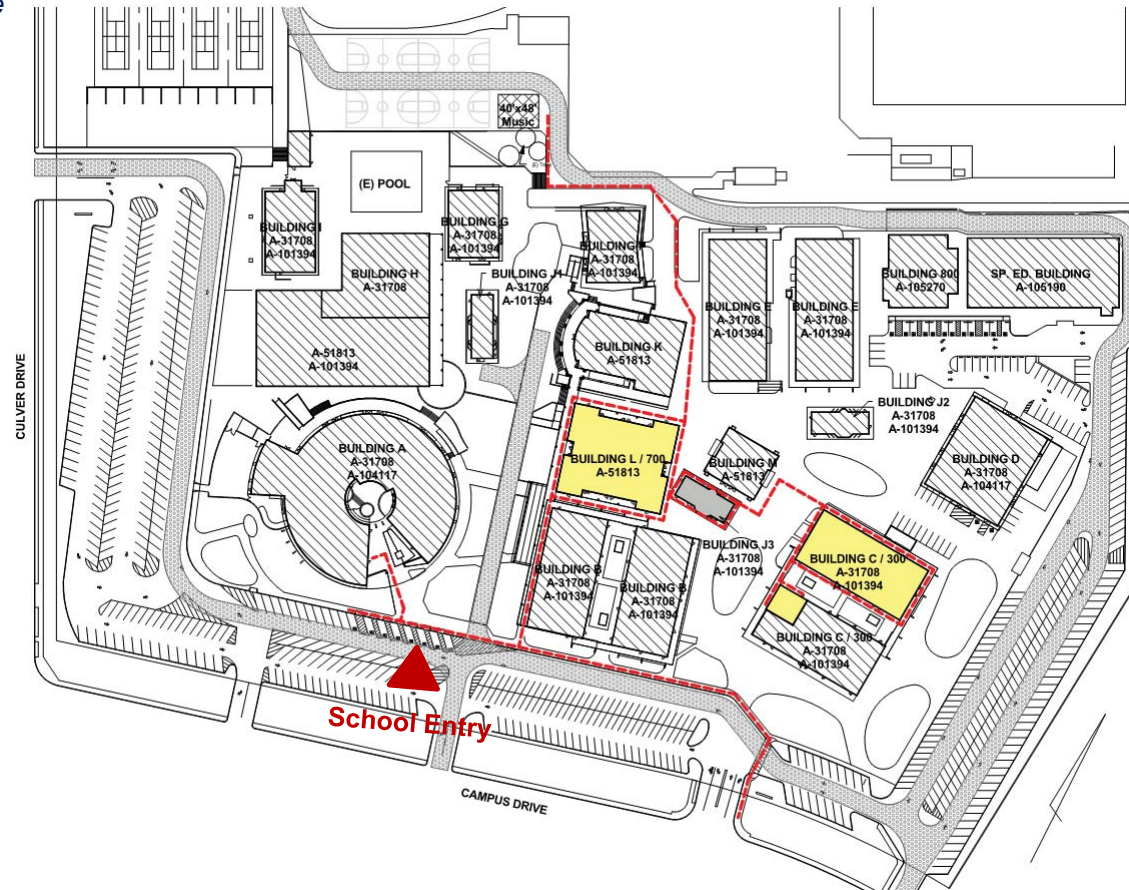 e
40'x48'
Music
(E) POOL
BUILDING I
A-31708
A-101394
BUILDING G
A-31708
A-101394
BUILDING H
A-31708
BUILDING J1
A-31708
A-101394
A-51813
A-101394
BUILDING
A-31708
A-101394
BUILDING K
A-51813
BUILDING E
A-31708
A-101394
BUILDING E
A-31708
A-101394
BUILDING 800
A-105270
SP. ED. BUILDING
A-105190
BUILDING J2
A-31708
A-101394
BUILDING A
A-31708
A-104117
BUILDING L / 700
A-51813
BUILDING M
A-51813
BUILDING D
A-31708
A-104117
BUILDING J3
A-31708
A-101394
BUILDING B
A-31708
A-101394
BUILDING B
A-31708
A-101394
BUILDING C / 300
A-31708
A-101394
BUILDING C / 300
A-31708
A-101394
CULVER DRIVE
School Entry
CAMPUS DRIVE